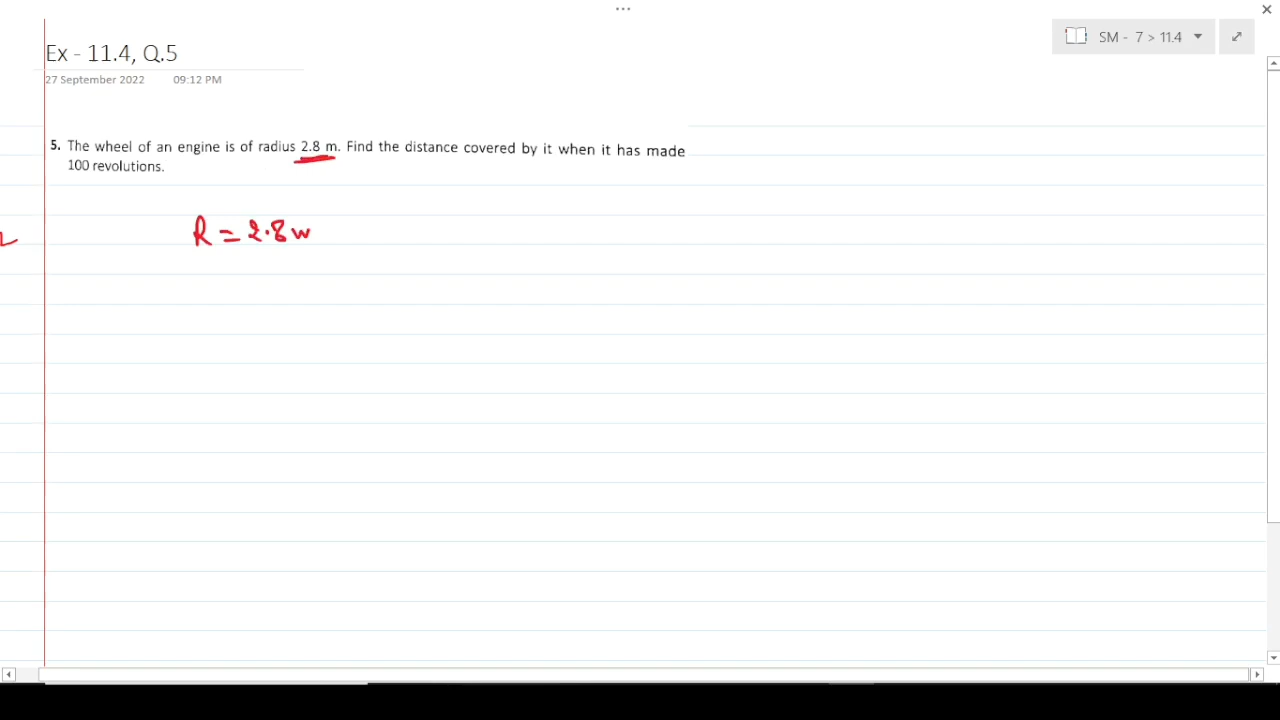 SM - 7 > 11.4
Ex - 11.4, Q.5
27 September 2022 09:12 PM
5. The wheel of an engine is of radius 2.8 m. Find the distance covered by it when it has made
100 revolutions.
R = 2.8